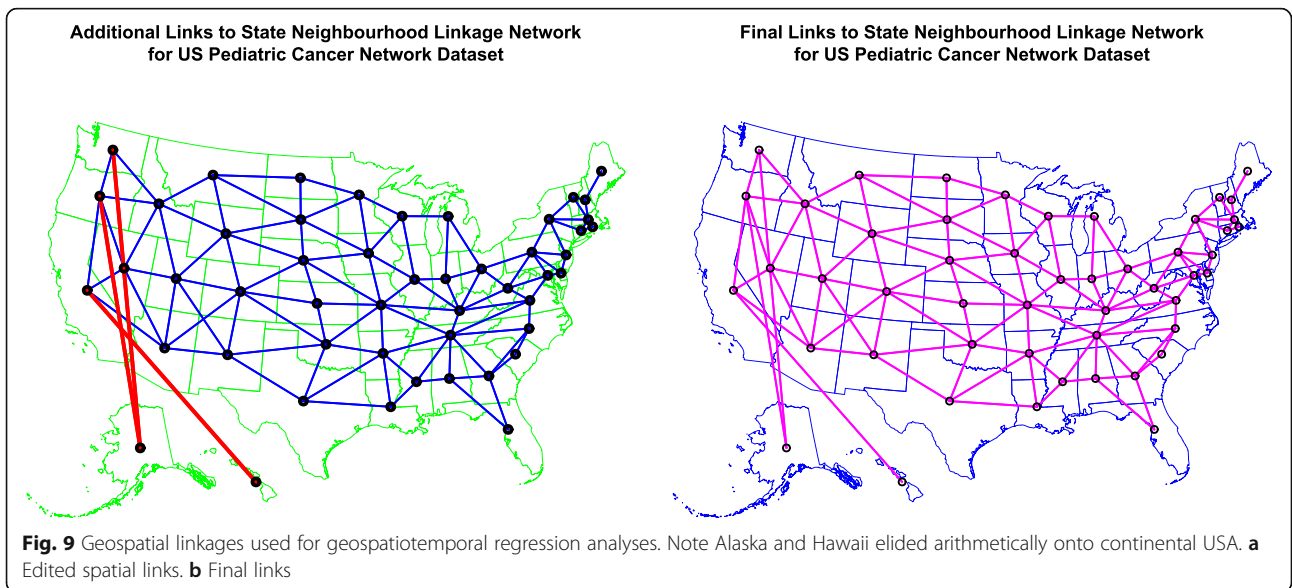 Additional Links to State Neighbourhood Linkage Network
for US Pediatric Cancer Network Dataset
Final Links to State Neighbourhood Linkage Network
for US Pediatric Cancer Network Dataset
Fig. 9 Geospatial linkages used for geospatiotemporal regression analyses. Note Alaska and Hawaii elided arithmetically onto continental USA. a
Edited spatial links. b Final links